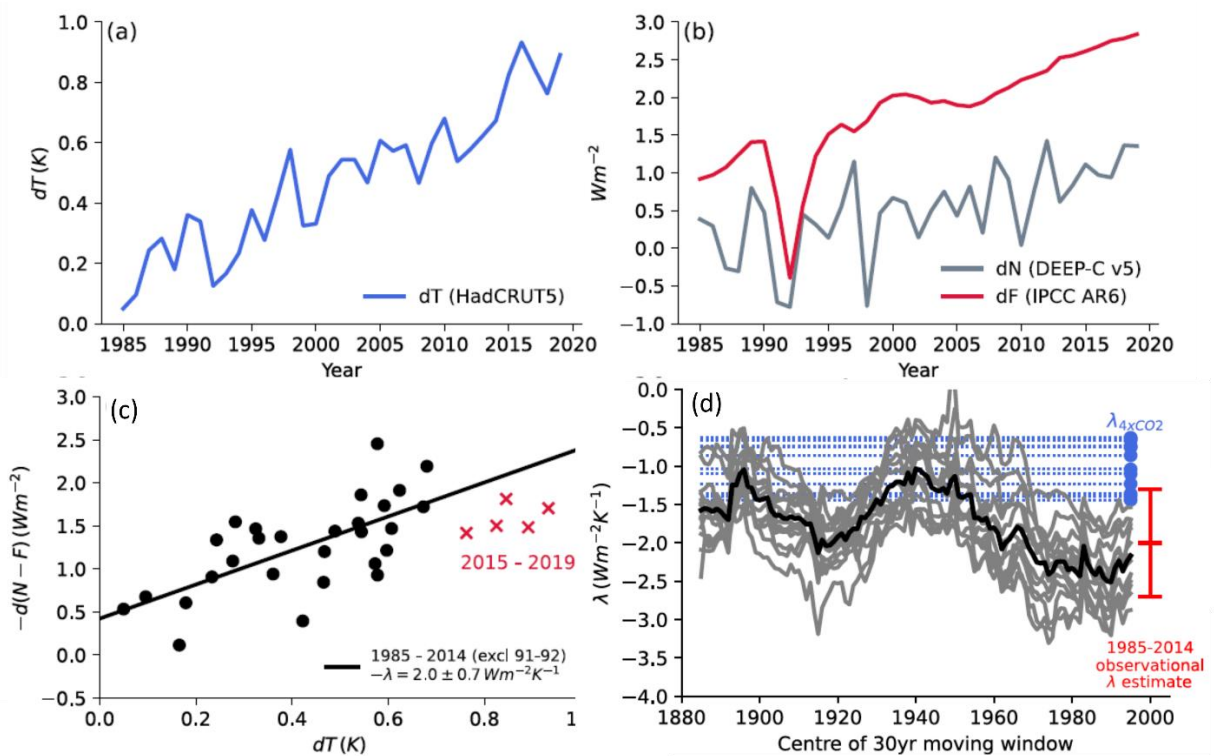 (a)
1.0
0.8
0.6
0.4
0.2
0.0
dT (K)
1985 1990 1995 2000 2005 2010 2015 2020
Year
dT (HadCRUT5)
(b)
3.0
2.5
2.0
1.5
1.0
0.5
0.0
−0.5
−1.0
Wm⁻²
1985 1990 1995 2000 2005 2010 2015 2020
Year
dN (DEEP-C v5)
dF (IPCC AR6)
(c)
3.0
2.5
2.0
1.5
1.0
0.5
0.0
−0.5
−d(N − F) (Wm⁻²)
0.0 0.2 0.4 0.6 0.8 1
dT (K)
2015 – 2019
1985 – 2014 (excl 91–92)
−λ = 2.0 ± 0.7 Wm⁻²K⁻¹
(d)
0.0
−0.5
−1.0
−1.5
−2.0
−2.5
−3.0
−3.5
−4.0
λ (Wm⁻²K⁻¹)
1880 1900 1920 1940 1960 1980 2000
Centre of 30yr moving window
λ4xCO2
1985-2014
observational
λ estimate